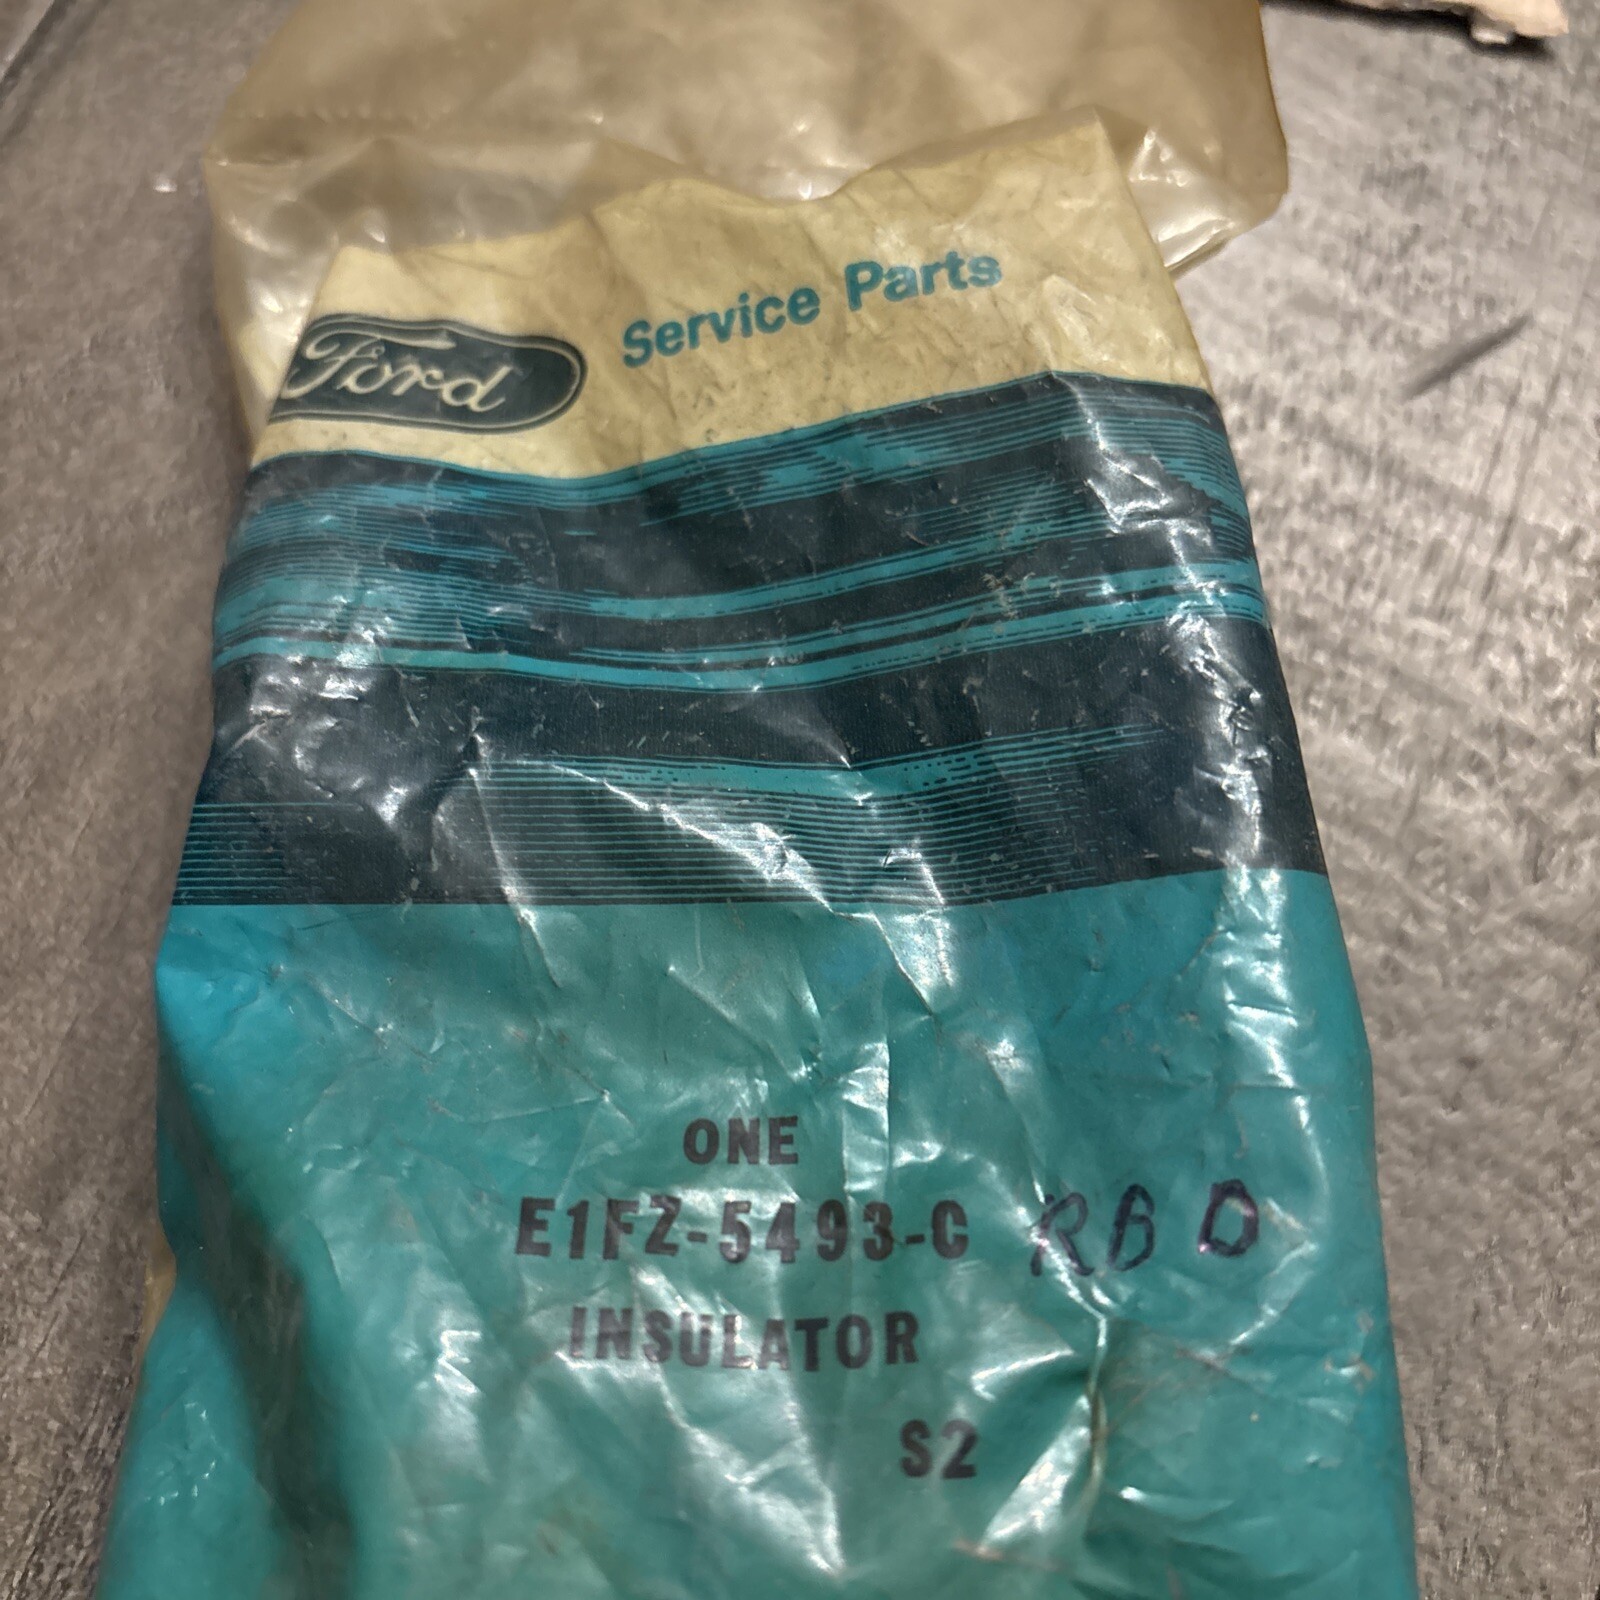 Ford Service Parts
ONE
E1FZ-5493-C RBD
INSULATOR
S2